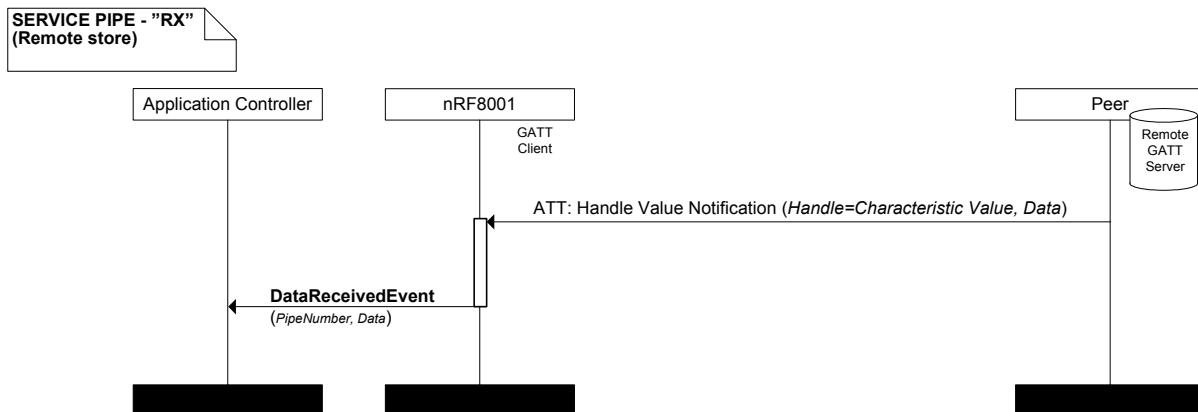 SERVICE PIPE - ”RX”
(Remote store)
Application Controller
nRF8001
Peer
GATT
Client
Remote
GATT
Server
ATT: Handle Value Notification (Handle=Characteristic Value, Data)
DataReceivedEvent
(PipeNumber, Data)